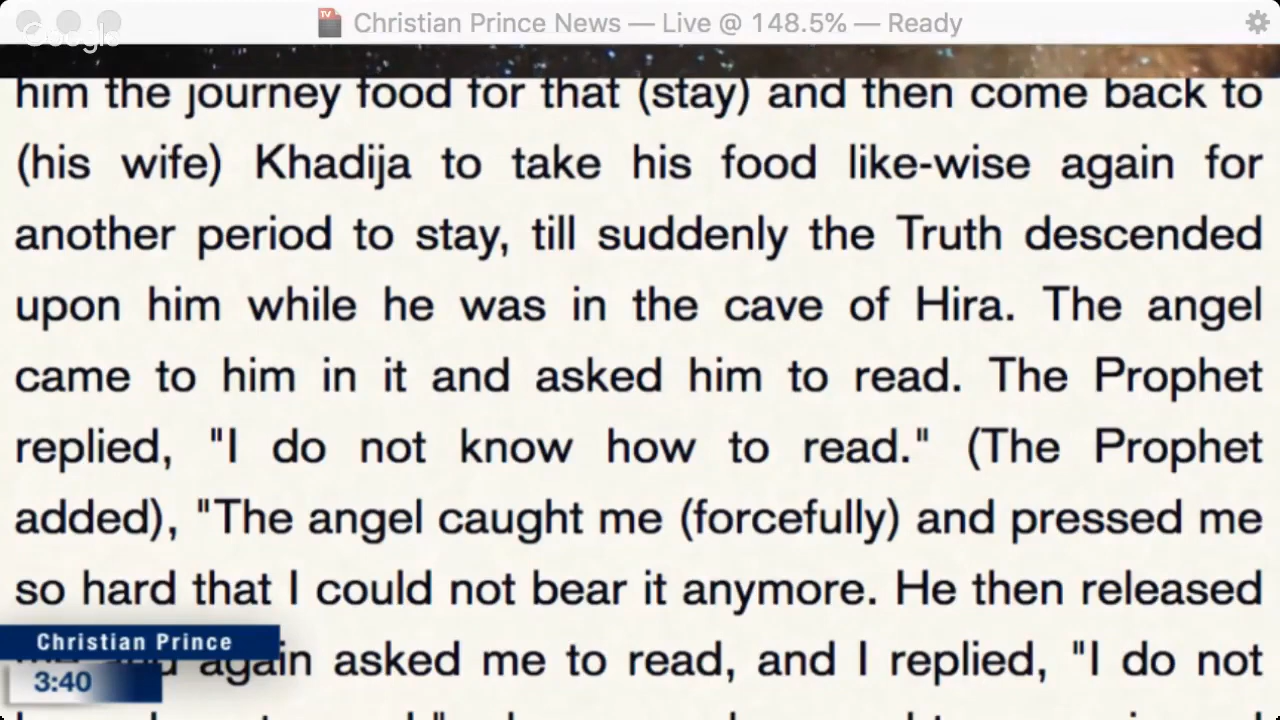 TV Christian Prince News — Live @ 148.5% — Ready
Google
him the journey food for that (stay) and then come back to
(his wife) Khadija to take his food like-wise again for
another period to stay, till suddenly the Truth descended
upon him while he was in the cave of Hira. The angel
came to him in it and asked him to read. The Prophet
replied, "I do not know how to read." (The Prophet
added), "The angel caught me (forcefully) and pressed me
so hard that I could not bear it anymore. He then released
Christian Prince
again asked me to read, and I replied, "I do not
3:40